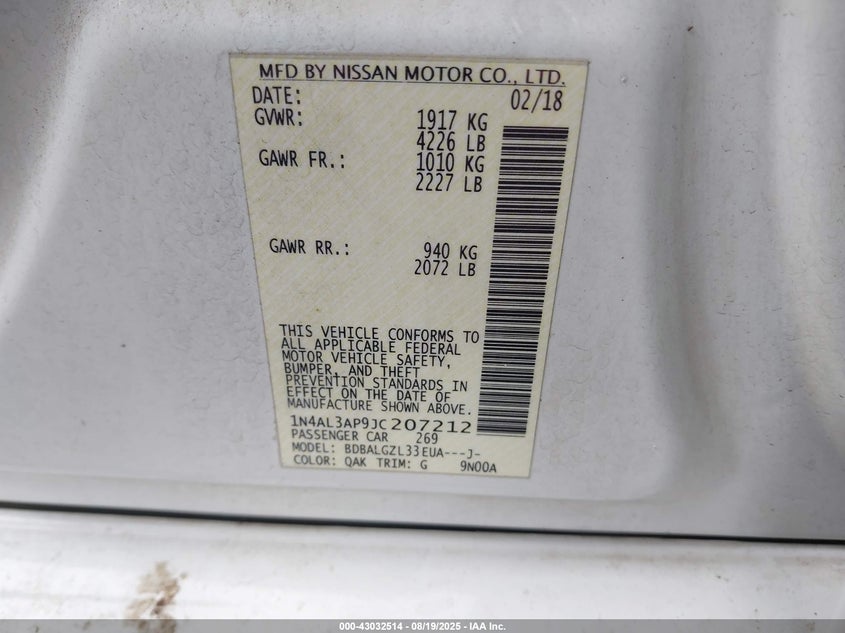 MFD BY NISSAN MOTOR CO., LTD.
DATE: 02/18
GVWR: 1917 KG
4226 LB
GAWR FR.: 1010 KG
2227 LB
GAWR RR.: 940 KG
2072 LB
THIS VEHICLE CONFORMS TO
ALL APPLICABLE FEDERAL
MOTOR VEHICLE SAFETY,
BUMPER, AND THEFT
PREVENTION STANDARDS IN
EFFECT ON THE DATE OF
MANUFACTURE SHOWN ABOVE.
1N4AL3AP9JC207212
PASSENGER CAR 269
MODEL: BDBALGZL33EUA---J-
COLOR: QAK TRIM: G 9N00A
000-43032514 - 08/19/2025 - IAA Inc.